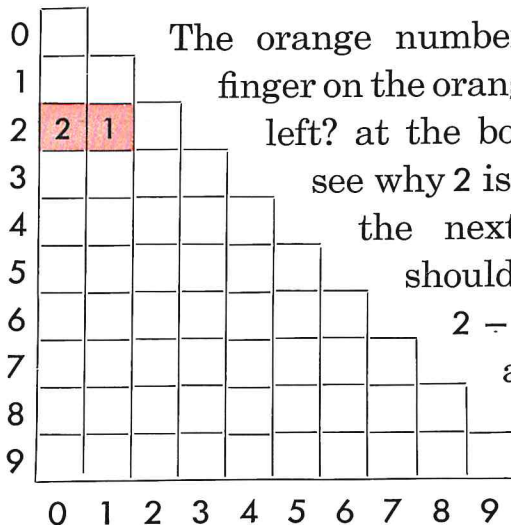 0 The orange number
1 finger on the orang
2 2 1 left? at the bo
3 see why 2 is
4 the next
5 should
6 2 −
7 a
8
9
0 1 2 3 4 5 6 7 8 9